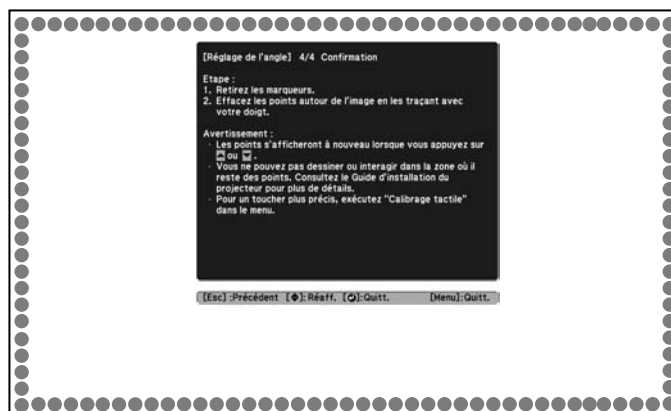 [Réglage de l'angle] 4/4 Confirmation
Etape :
1. Retirez les marqueurs.
2. Effacez les points autour de l'image en les traçant avec
votre doigt.
Avertissement :
· Les points s'afficheront à nouveau lorsque vous appuyez sur
ou .
· Vous ne pouvez pas dessiner ou interagir dans la zone où il
reste des points. Consultez le Guide d'installation du
projecteur pour plus de détails.
· Pour un toucher plus précis, exécutez "Calibrage tactile"
dans le menu.
[Esc] :Précédent [◆]: Réaff. [↵]:Quitt. [Menu]:Quitt.